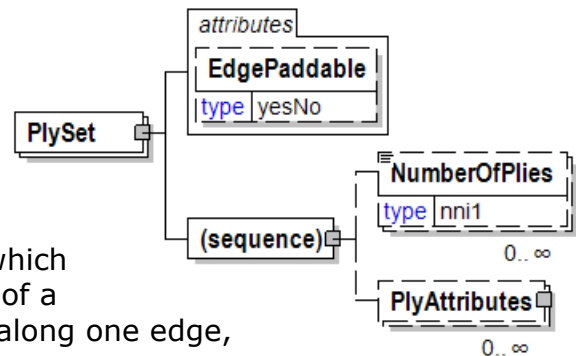 attributes
EdgePaddable
type yesNo
PlySet
NumberOfPlies
type nni1
0.. ∞
(sequence)
PlyAttributes
0.. ∞
which
of a
along one edge,